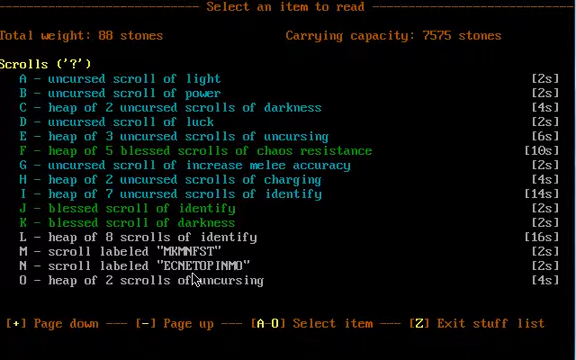 Select an item to read
Total weight: 88 stones Carrying capacity: 7575 stones
Scrolls ('?')
A - uncursed scroll of light [2s]
B - uncursed scroll of power [2s]
C - heap of 2 uncursed scrolls of darkness [4s]
D - uncursed scroll of luck [2s]
E - heap of 3 uncursed scrolls of uncursing [6s]
F - heap of 5 blessed scrolls of chaos resistance [10s]
G - uncursed scroll of increase melee accuracy [2s]
H - heap of 2 uncursed scrolls of charging [4s]
I - heap of 7 uncursed scrolls of identify [14s]
J - blessed scroll of identify [2s]
K - blessed scroll of darkness [2s]
L - heap of 8 scrolls of identify [16s]
M - scroll labeled "MKMNFST" [2s]
N - scroll labeled "ECNETOPINMO" [2s]
O - heap of 2 scrolls of uncursing [4s]
[+] Page down --- [-] Page up --- [A-O] Select item --- [Z] Exit stuff list